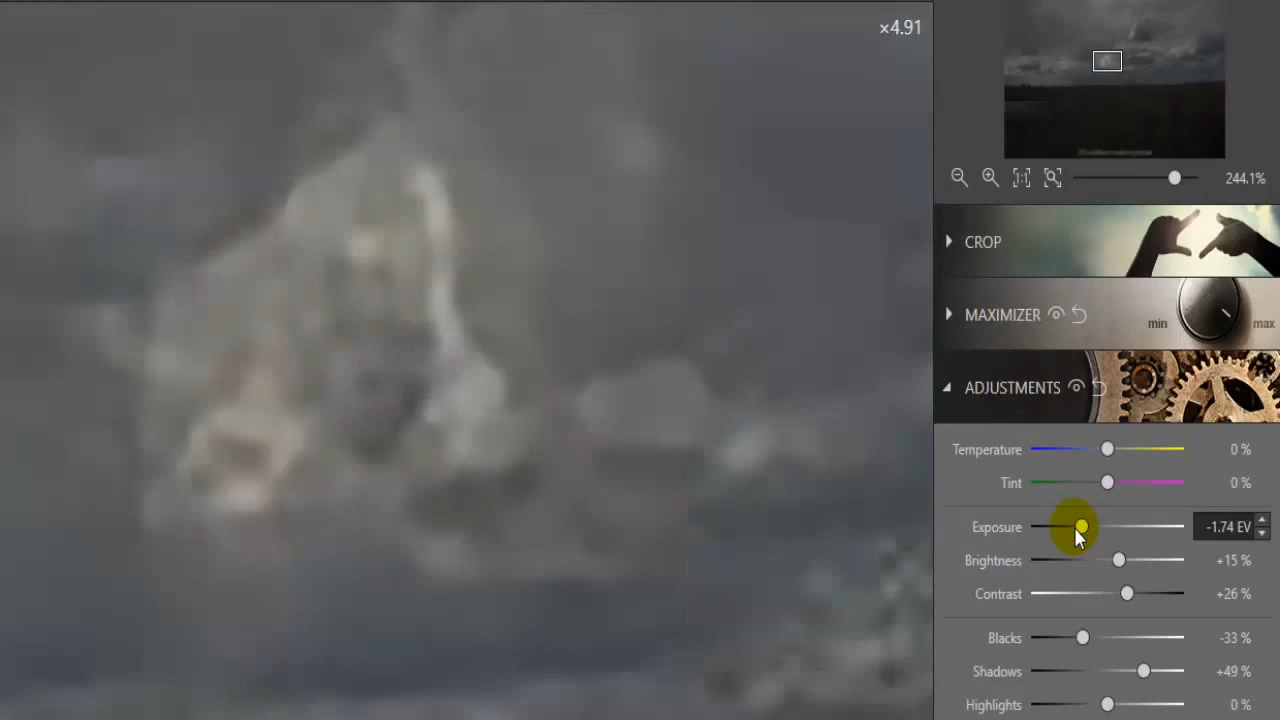 ×4.91
244.1%
CROP
MAXIMIZER
min
max
ADJUSTMENTS
Temperature 0 %
Tint 0 %
Exposure -1.74 EV
Brightness +15 %
Contrast +26 %
Blacks -33 %
Shadows +49 %
Highlights 0 %